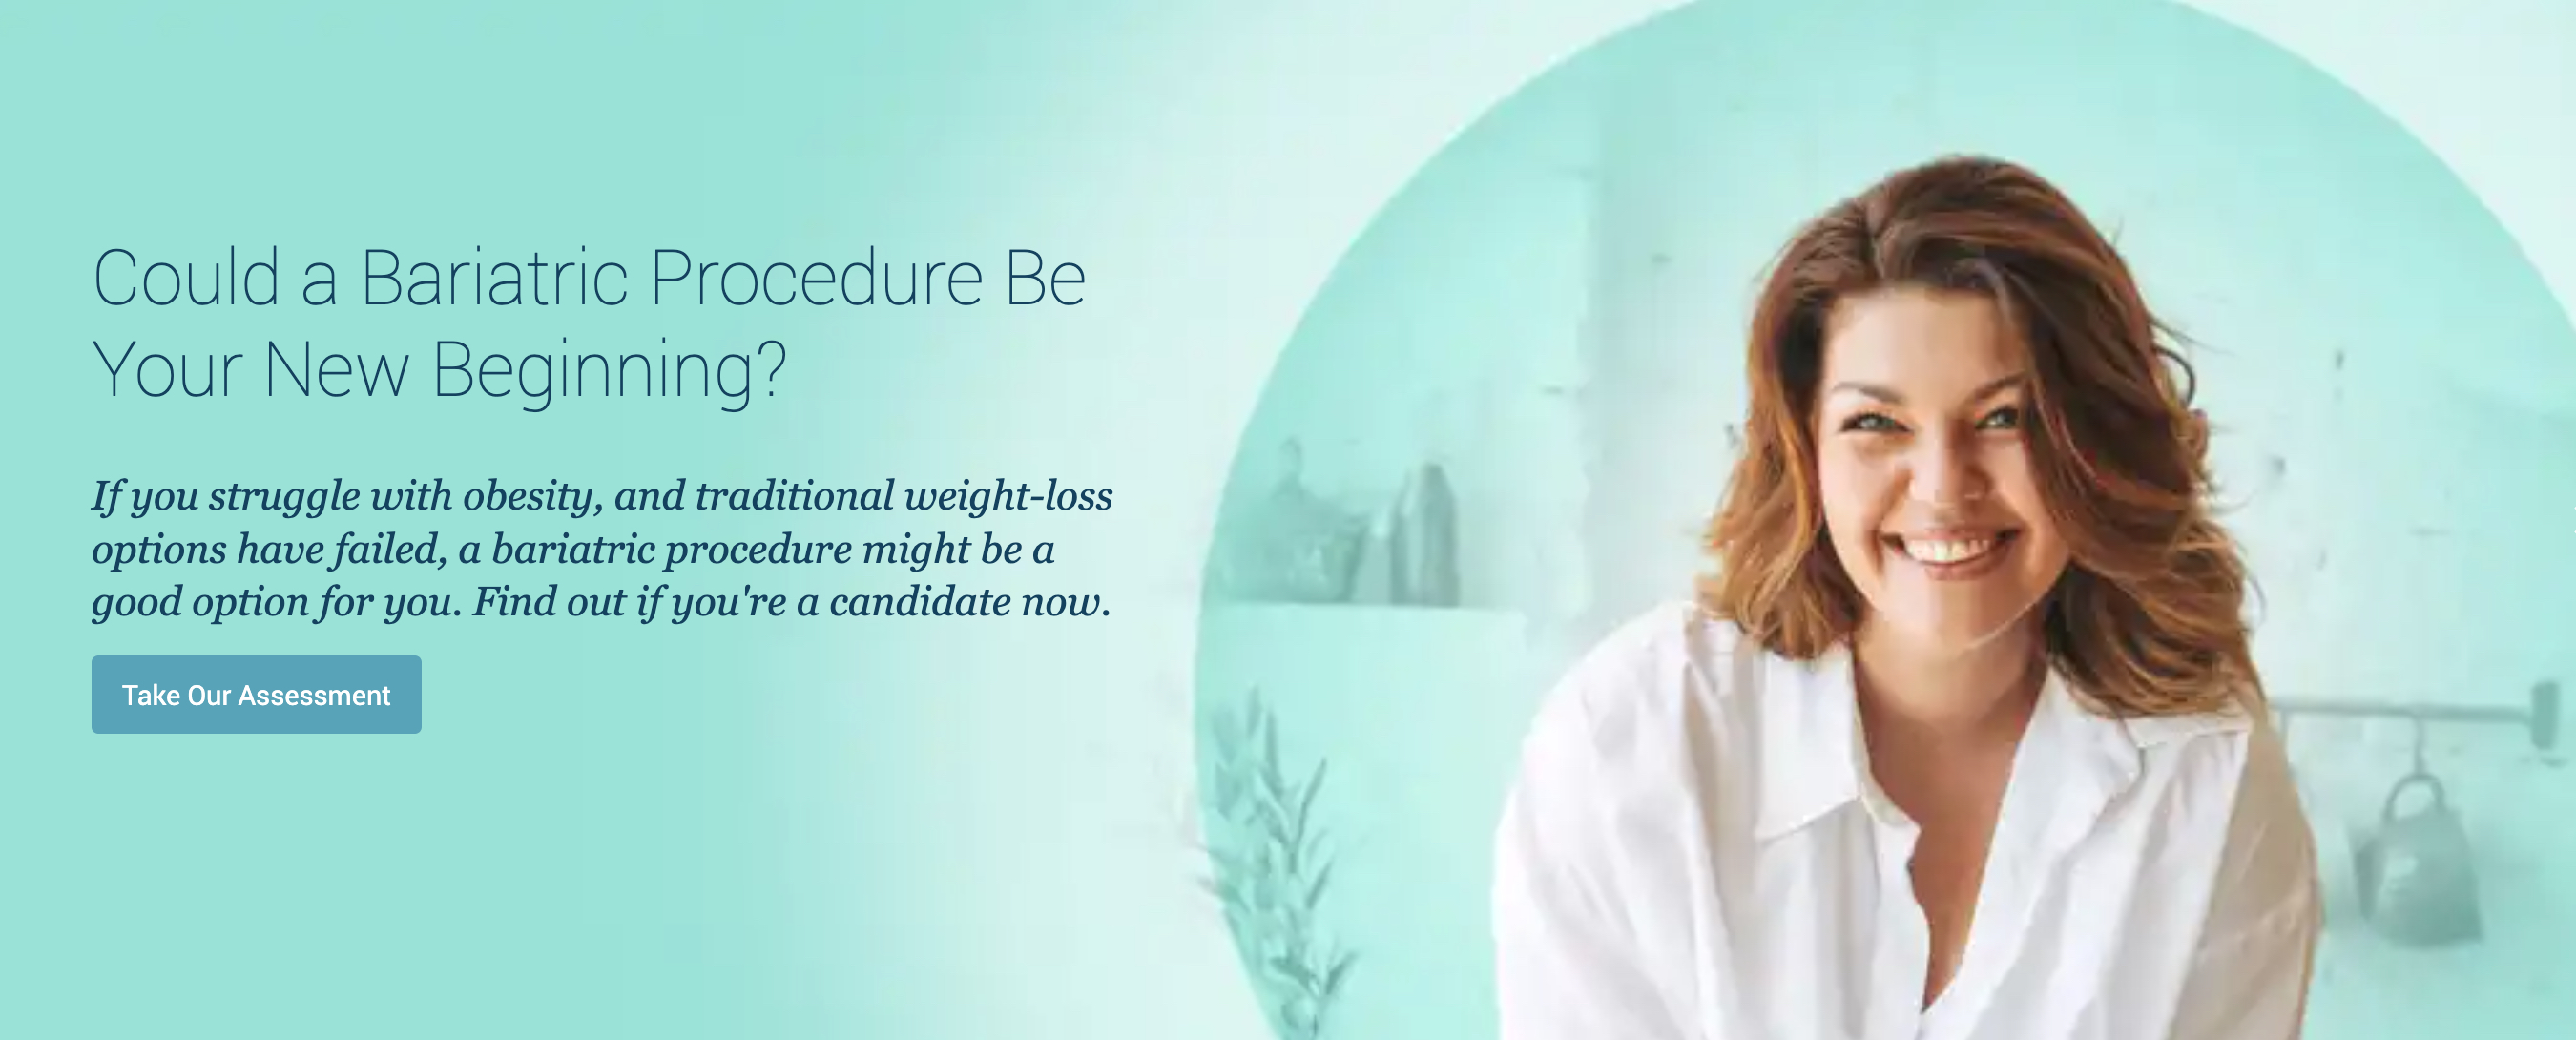 Could a Bariatric Procedure Be
Your New Beginning?
If you struggle with obesity, and traditional weight-loss
options have failed, a bariatric procedure might be a
good option for you. Find out if you're a candidate now.
Take Our Assessment